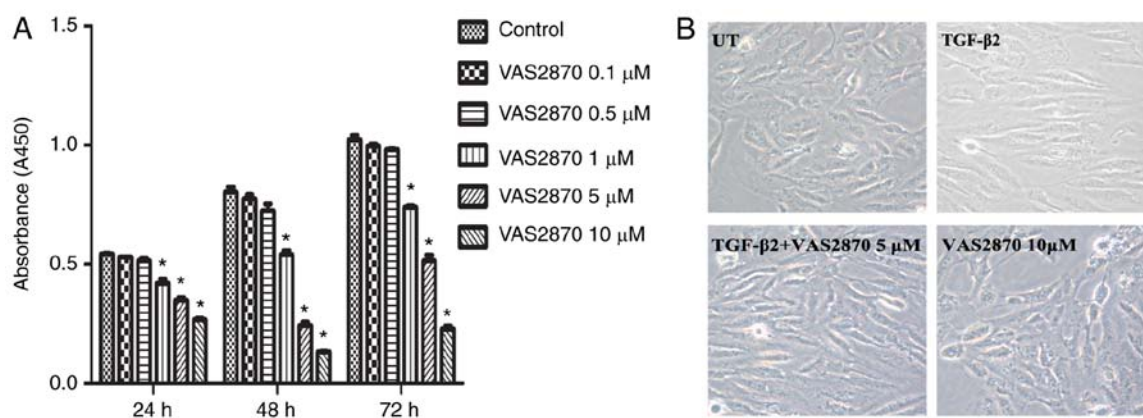 A
1.5
1.0
0.5
0.0
Absorbance (A450)
* * *
* * *
* * *
24 h
48 h
72 h
Control
VAS2870 0.1 μM
VAS2870 0.5 μM
VAS2870 1 μM
VAS2870 5 μM
VAS2870 10 μM
B
UT
TGF-β2
TGF-β2+VAS2870 5 μM
VAS2870 10μM